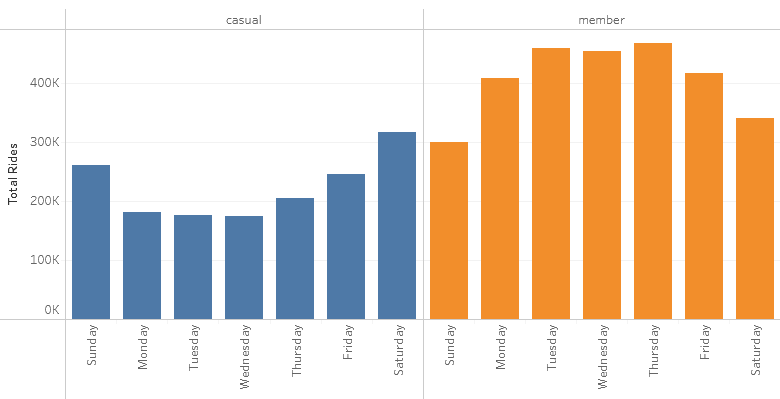 casual
member
Total Rides
400K
300K
200K
100K
0K
Sunday
Monday
Tuesday
Wednesday
Thursday
Friday
Saturday
Sunday
Monday
Tuesday
Wednesday
Thursday
Friday
Saturday